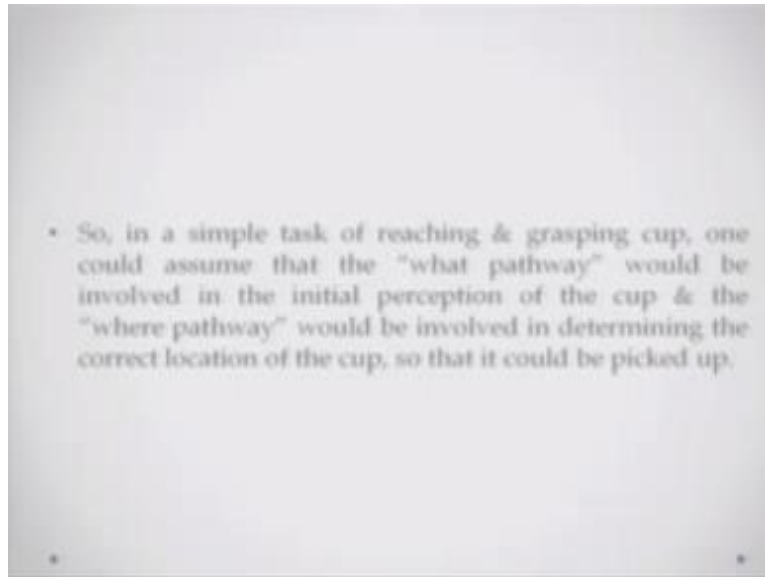 • So, in a simple task of reaching & grasping cup, one
could assume that the "what pathway" would be
involved in the initial perception of the cup & the
"where pathway" would be involved in determining the
correct location of the cup, so that it could be picked up.